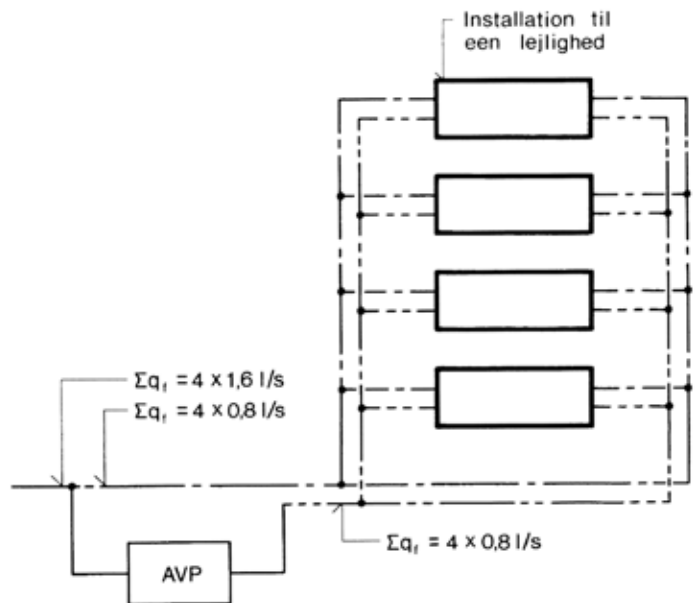 Installation til
een lejlighed
Σq_f = 4 × 1,6 l/s
Σq_f = 4 × 0,8 l/s
Σq_f = 4 × 0,8 l/s
AVP